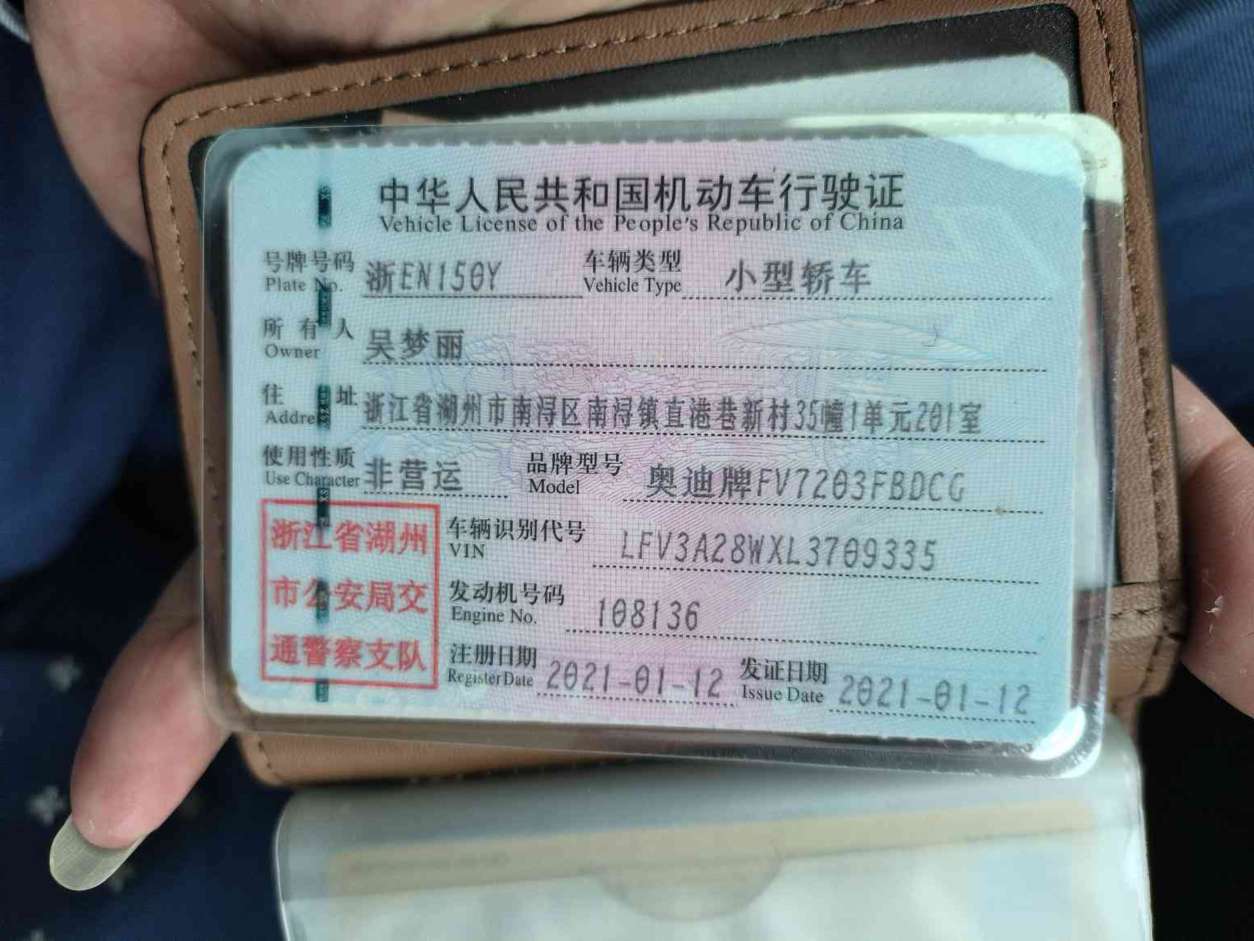 中华人民共和国机动车行驶证
Vehicle License of the People's Republic of China
号牌号码 浙EN150Y 车辆类型 小型轿车
Plate No. Vehicle Type
所有人 吴梦丽
Owner
住址 浙江省湖州市南浔区南浔镇直港巷新村35幢1单元201室
Address
使用性质 非营运 品牌型号 奥迪牌FV7203FBDCG
Use Character Model
浙江省湖州
市公安局交
通警察支队
车辆识别代号 LFV3A28WXL3709335
VIN
发动机号码 108136
Engine No.
注册日期 2021-01-12 发证日期 2021-01-12
Register Date Issue Date